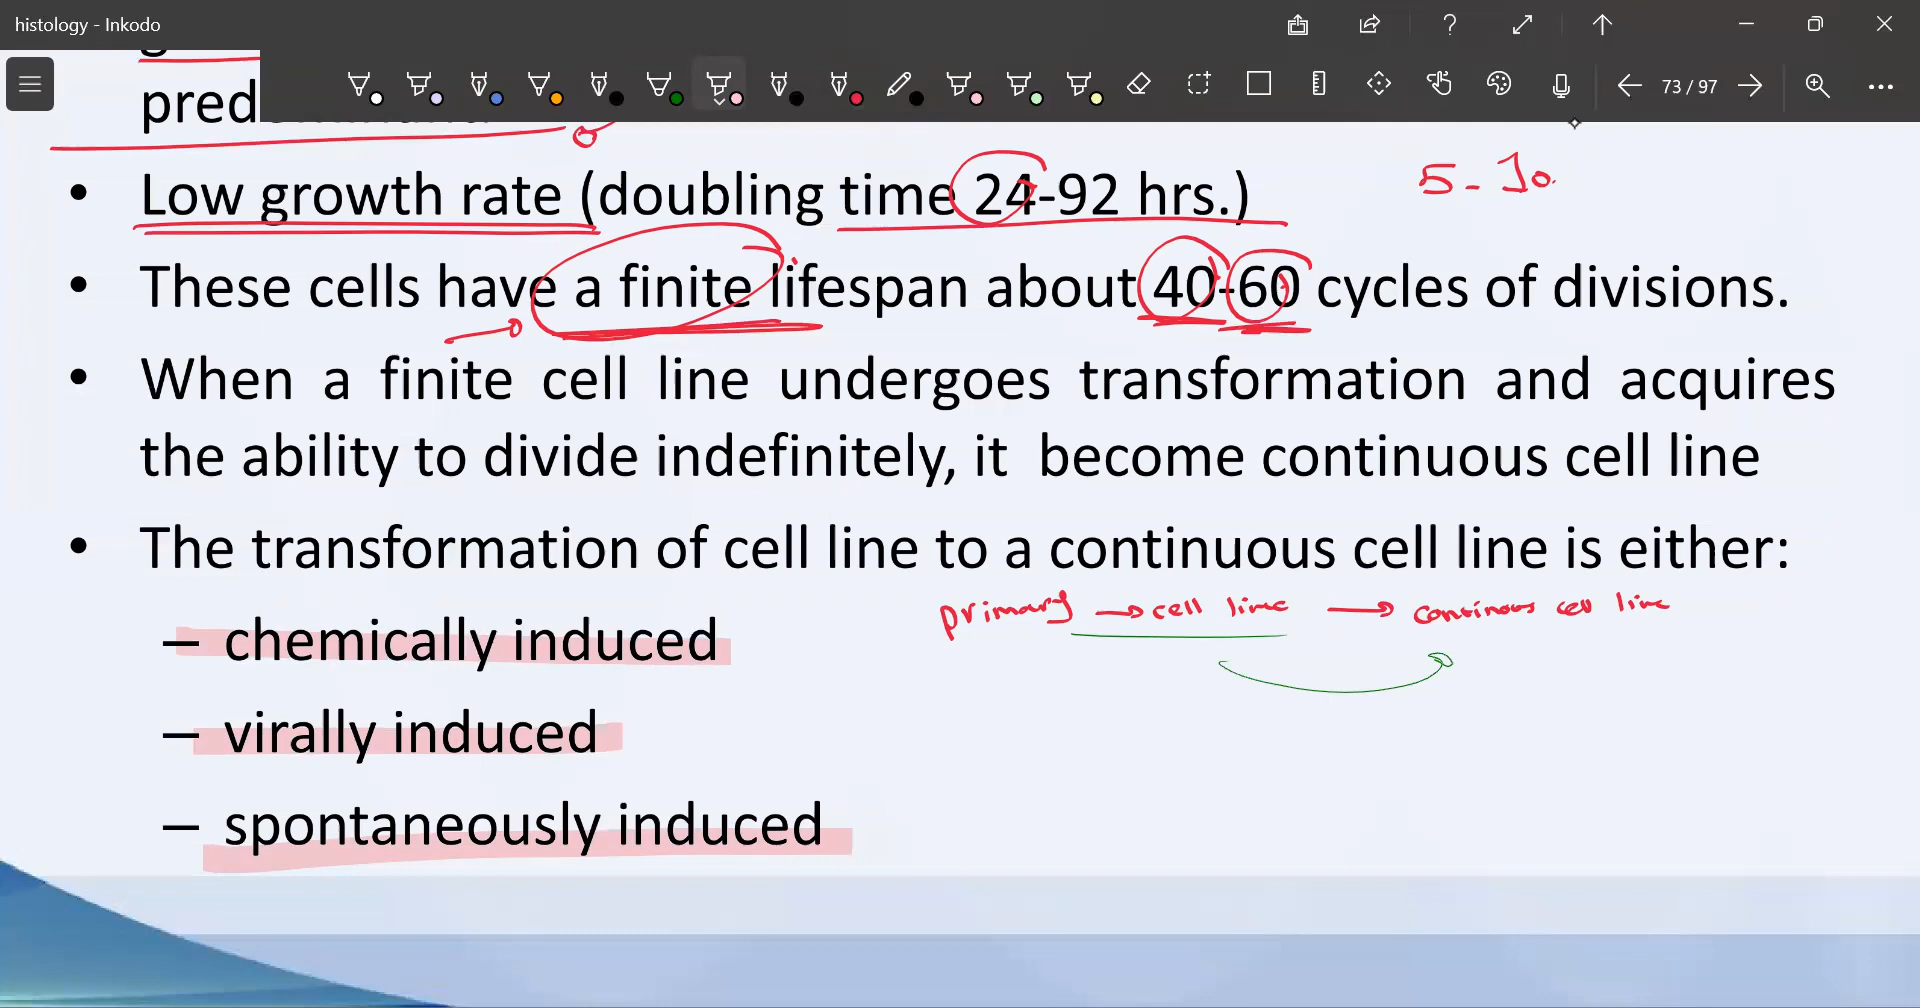 histology - Inkodo
73 / 97
5 - 10.
• Low growth rate (doubling time 24-92 hrs.)
• These cells have a finite lifespan about 40-60 cycles of divisions.
• When a finite cell line undergoes transformation and acquires
the ability to divide indefinitely, it become continuous cell line
• The transformation of cell line to a continuous cell line is either:
primary → cell line → continous cell line
– chemically induced
– virally induced
– spontaneously induced